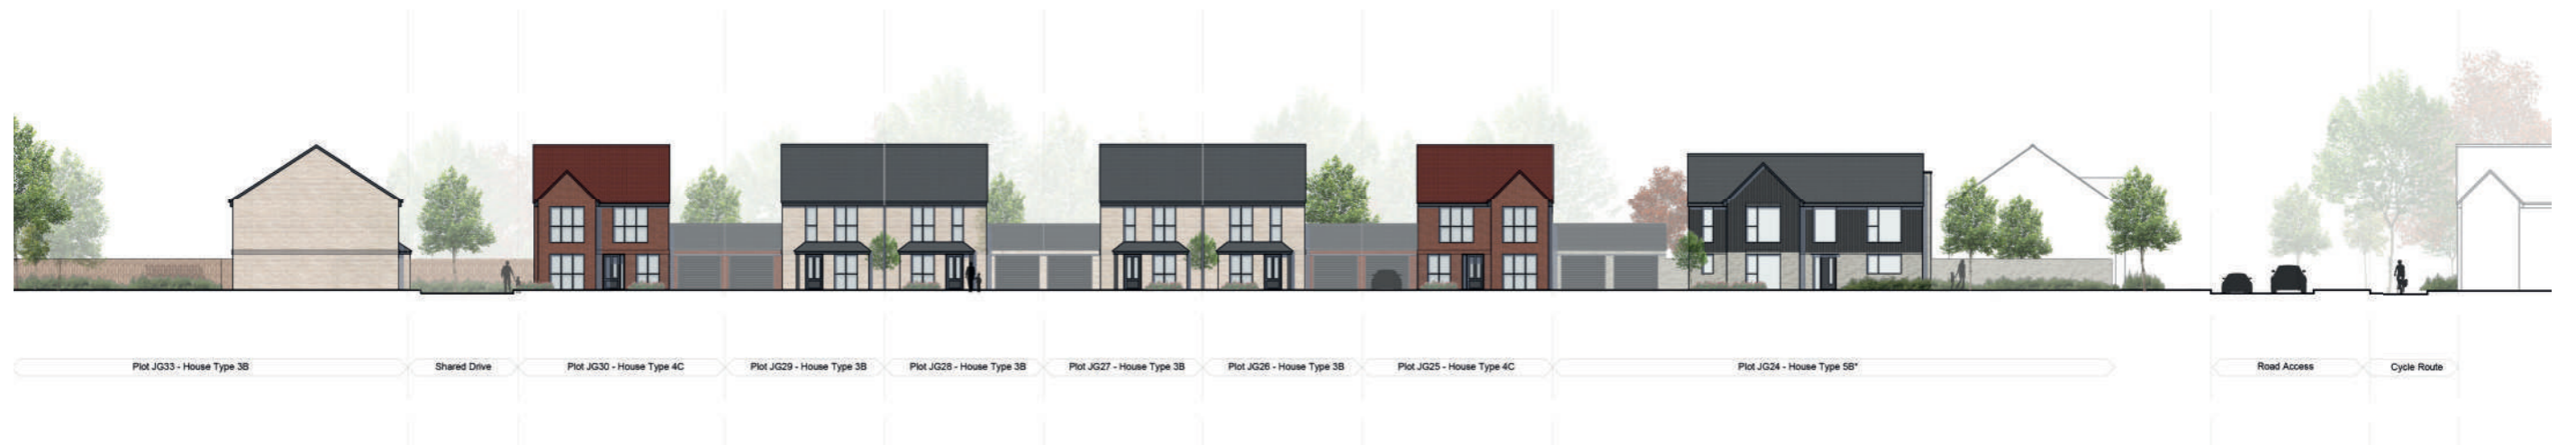 Plot JG33 - House Type 3B
Shared Drive
Plot JG30 - House Type 4C
Plot JG29 - House Type 3B
Plot JG28 - House Type 3B
Plot JG27 - House Type 3B
Plot JG26 - House Type 3B
Plot JG25 - House Type 4C
Plot JG24 - House Type 5B*
Road Access
Cycle Route